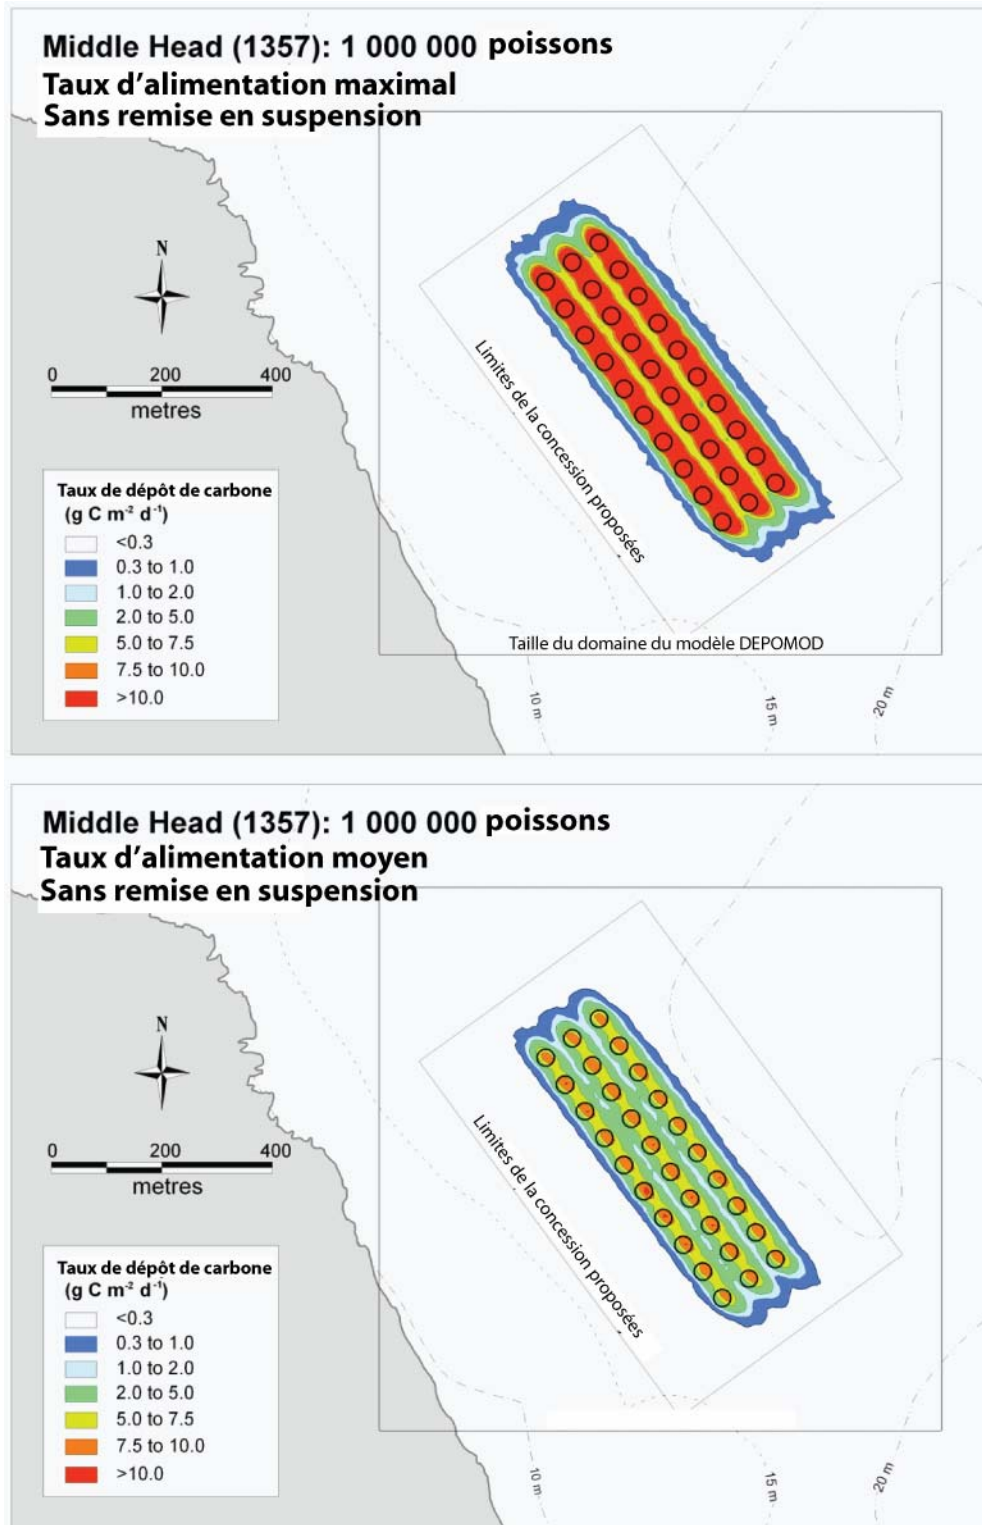 Middle Head (1357): 1 000 000 poissons
Taux d'alimentation maximal
Sans remise en suspension
N
0 200 400
metres
Limites de la concession proposées
Taux de dépôt de carbone
(g C m⁻² d⁻¹)
<0.3
0.3 to 1.0
1.0 to 2.0
2.0 to 5.0
5.0 to 7.5
7.5 to 10.0
>10.0
Taille du domaine du modèle DEPOMOD
10 m
15 m
20 m
Middle Head (1357): 1 000 000 poissons
Taux d'alimentation moyen
Sans remise en suspension
N
0 200 400
metres
Limites de la concession proposées
Taux de dépôt de carbone
(g C m⁻² d⁻¹)
<0.3
0.3 to 1.0
1.0 to 2.0
2.0 to 5.0
5.0 to 7.5
7.5 to 10.0
>10.0
10 m
15 m
20 m